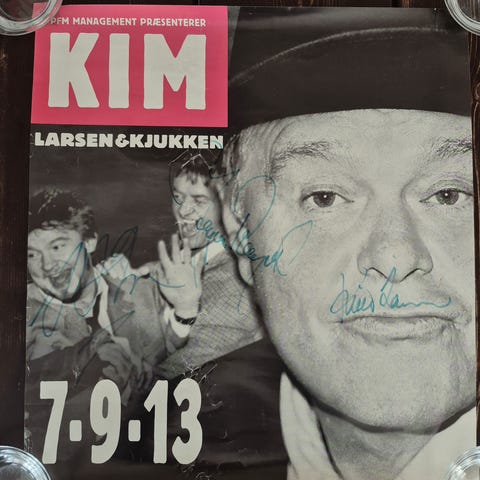 PFM MANAGEMENT PRÆSENTERER
KIM
LARSEN&KJUKKEN
7-9-13